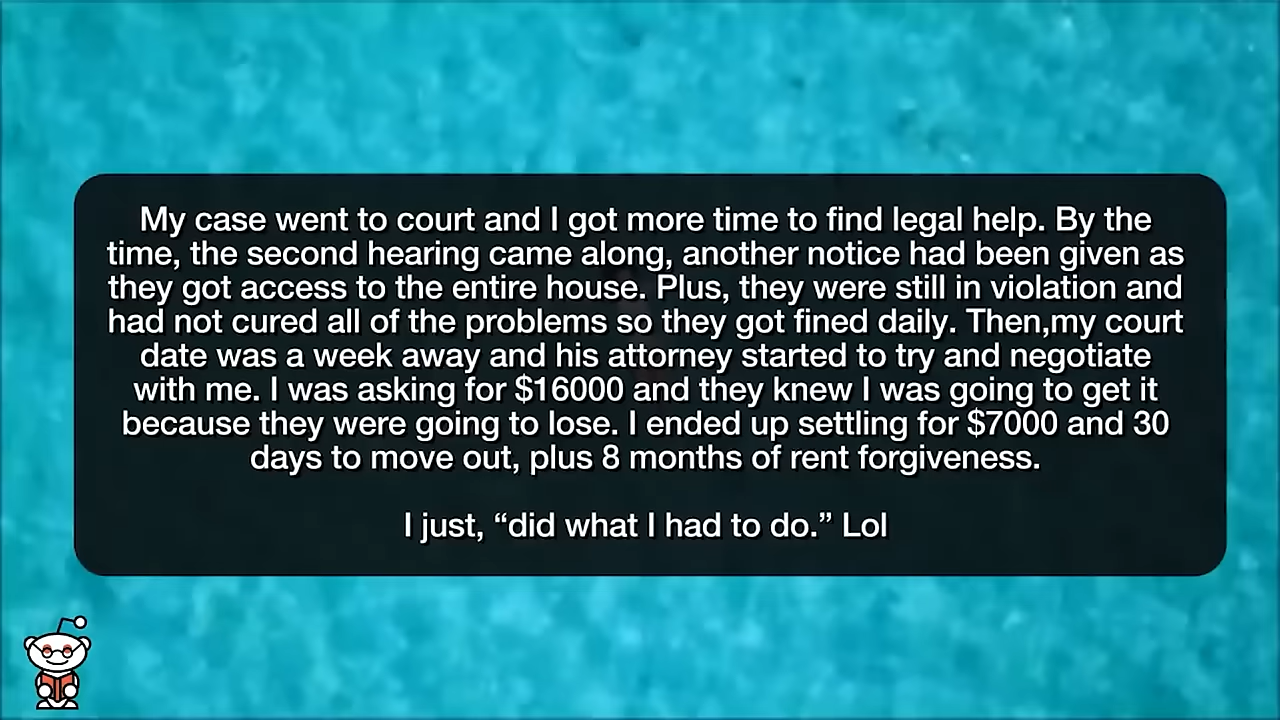 My case went to court and I got more time to find legal help. By the
time, the second hearing came along, another notice had been given as
they got access to the entire house. Plus, they were still in violation and
had not cured all of the problems so they got fined daily. Then,my court
date was a week away and his attorney started to try and negotiate
with me. I was asking for $16000 and they knew I was going to get it
because they were going to lose. I ended up settling for $7000 and 30
days to move out, plus 8 months of rent forgiveness.
I just, “did what I had to do.” Lol